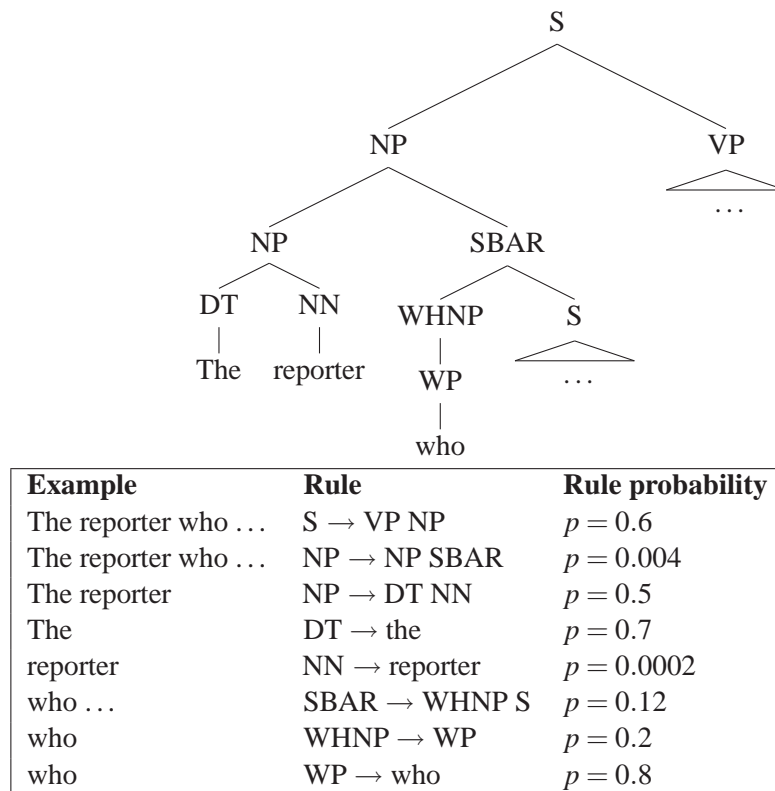 S
NP VP
...
NP SBAR
DT NN WHNP S
The reporter WP ...
who
Example Rule Rule probability
The reporter who ... S → VP NP p = 0.6
The reporter who ... NP → NP SBAR p = 0.004
The reporter NP → DT NN p = 0.5
The DT → the p = 0.7
reporter NN → reporter p = 0.0002
who ... SBAR → WHNP S p = 0.12
who WHNP → WP p = 0.2
who WP → who p = 0.8